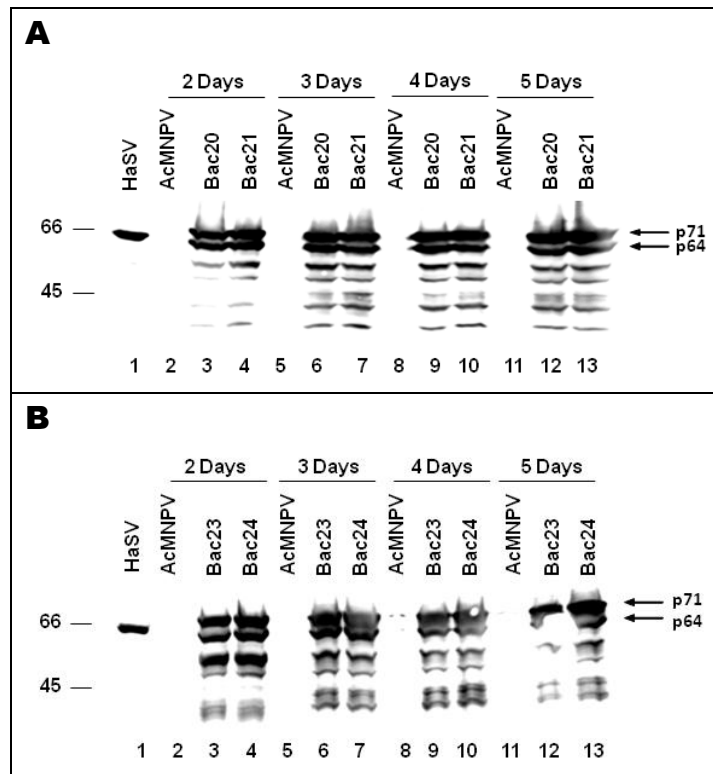 A
2 Days 3 Days 4 Days 5 Days
HaSV AcMNPV Bac20 Bac21 AcMNPV Bac20 Bac21 AcMNPV Bac20 Bac21 AcMNPV Bac20 Bac21
66
p71
p64
45
1 2 3 4 5 6 7 8 9 10 11 12 13
B
2 Days 3 Days 4 Days 5 Days
HaSV AcMNPV Bac23 Bac24 AcMNPV Bac23 Bac24 AcMNPV Bac23 Bac24 AcMNPV Bac23 Bac24
p71
66
p64
45
1 2 3 4 5 6 7 8 9 10 11 12 13